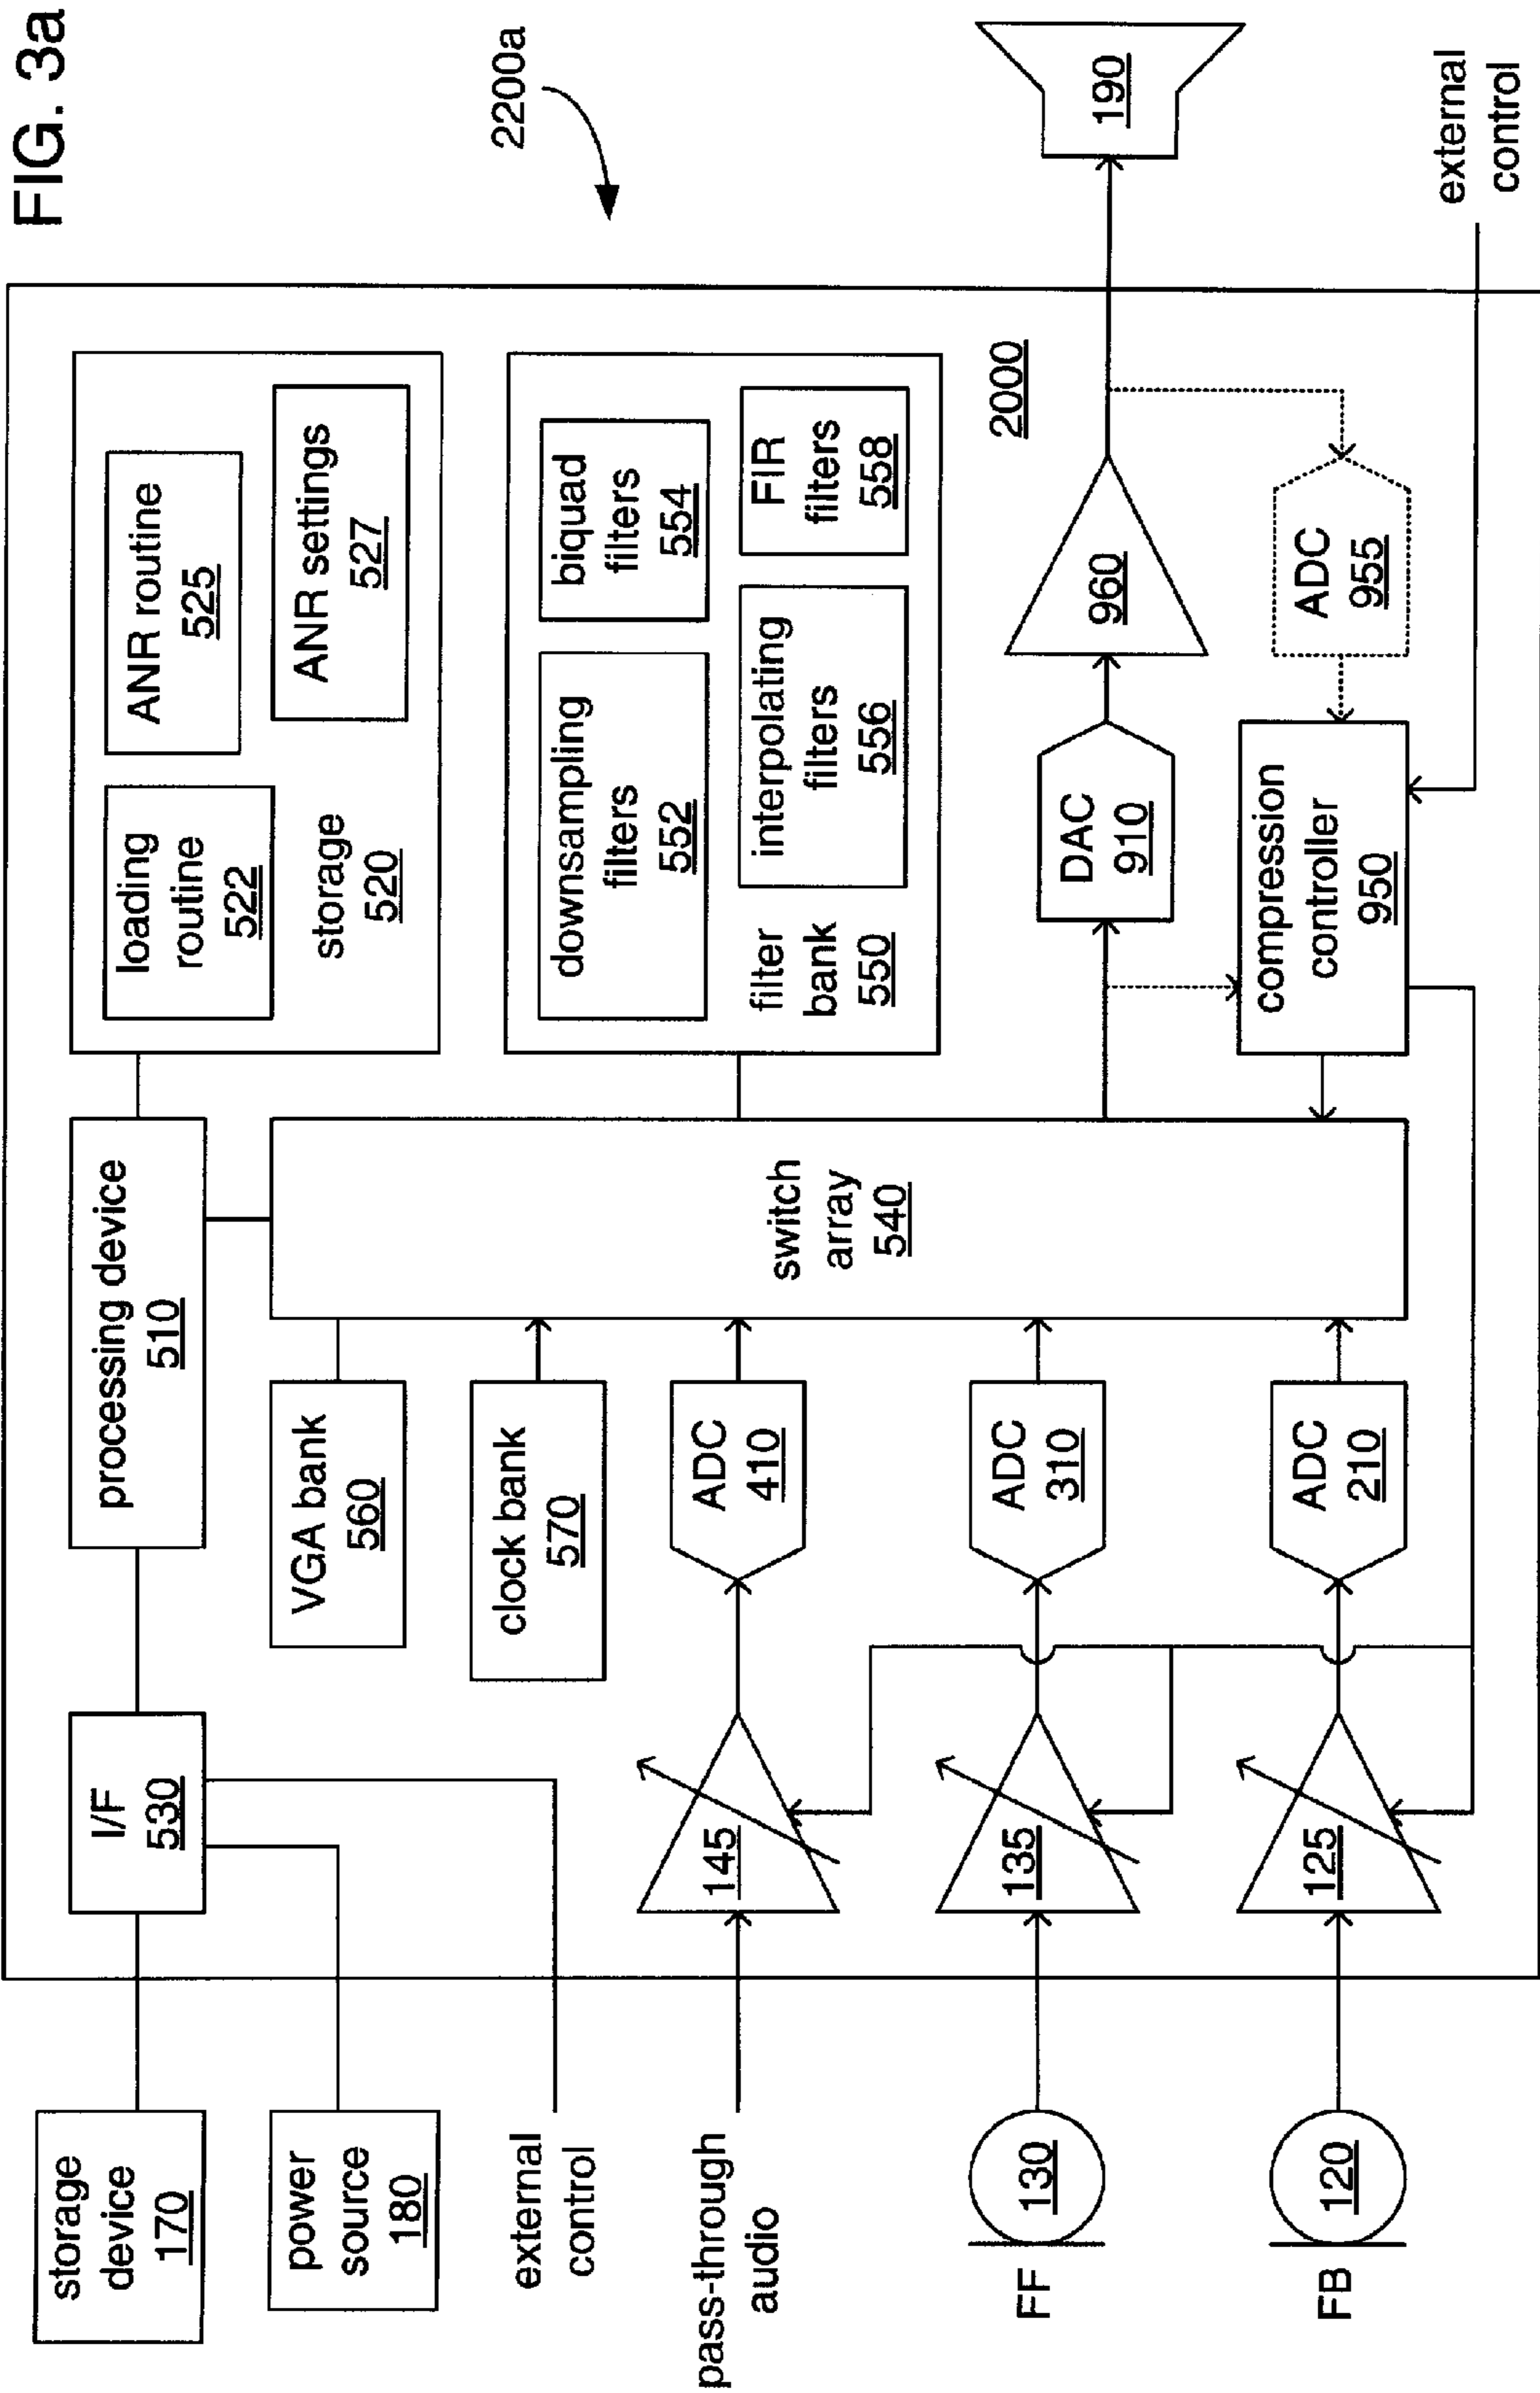 FIG. 3a
2200a
storage
device
170
power
source
180
external
control
pass-through
audio
FF
130
FB
120
I/F
530
processing device
510
loading
routine
522
ANR routine
525
ANR settings
527
storage
520
VGA bank
560
clock bank
570
145
135
125
ADC
410
ADC
310
ADC
210
switch
array
540
downsampling
filters
552
biquad
filters
554
interpolating
filters
556
FIR
filters
558
filter
bank
550
2000
DAC
910
960
190
compression
controller
950
ADC
955
external
control